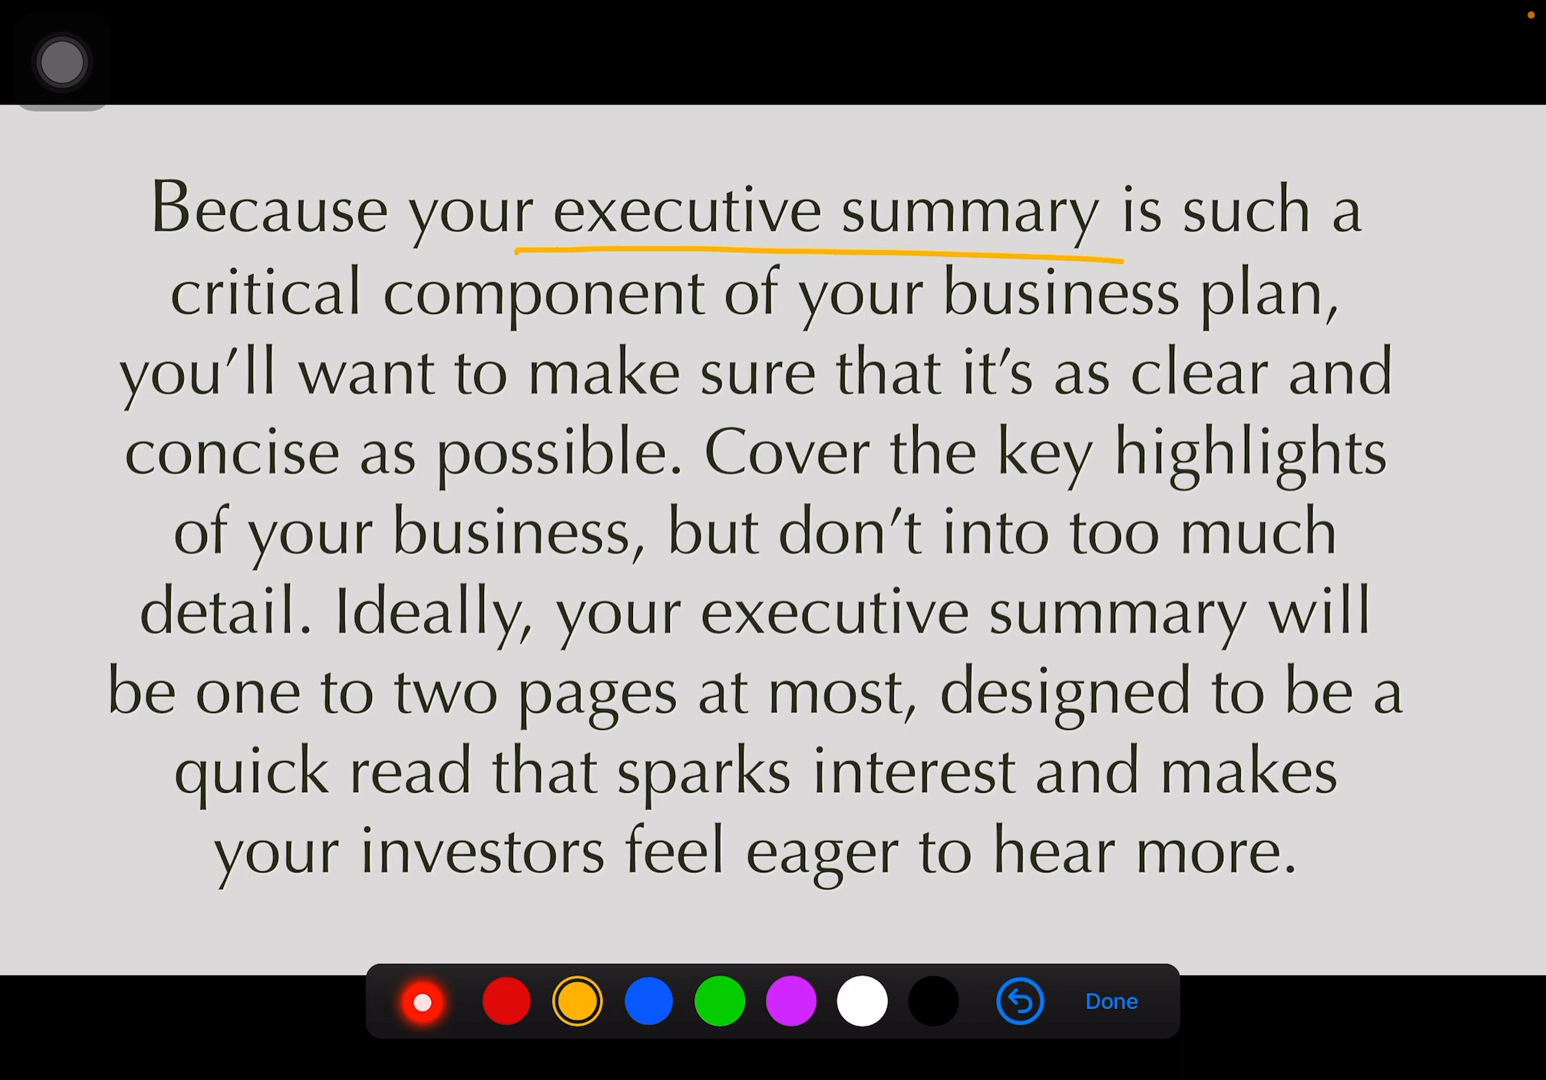 Because your executive summary is such a
critical component of your business plan,
you’ll want to make sure that it’s as clear and
concise as possible. Cover the key highlights
of your business, but don’t into too much
detail. Ideally, your executive summary will
be one to two pages at most, designed to be a
quick read that sparks interest and makes
your investors feel eager to hear more.
Done